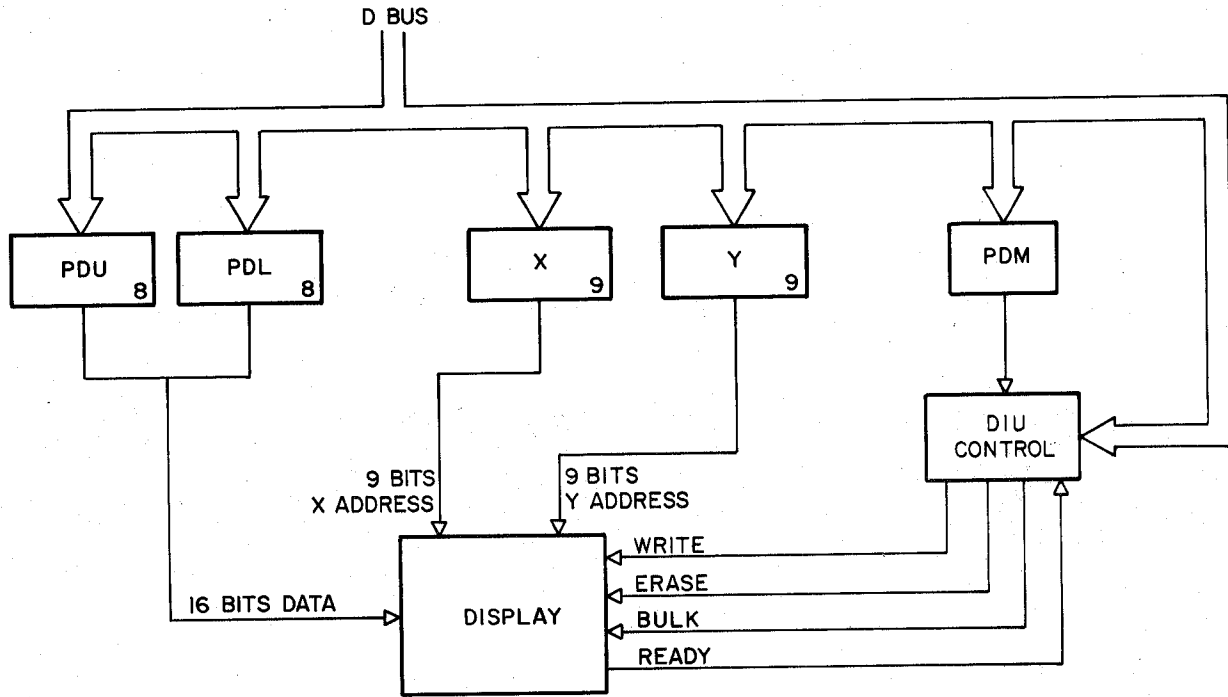 D BUS
PDU
8
PDL
8
X
9
Y
9
PDM
DIU
CONTROL
9 BITS
X ADDRESS
9 BITS
Y ADDRESS
WRITE
ERASE
BULK
READY
16 BITS DATA
DISPLAY